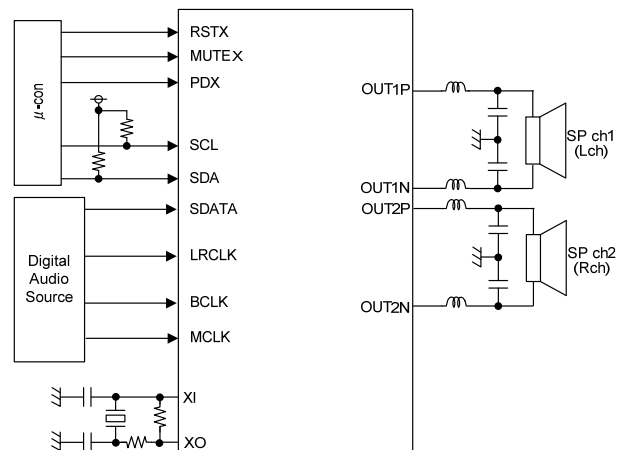 μ-con
RSTX
MUTEX
PDX
SCL
SDA
Digital
Audio
Source
SDATA
LRCLK
BCLK
MCLK
XI
XO
OUT1P
OUT1N
OUT2P
OUT2N
SP ch1
(Lch)
SP ch2
(Rch)